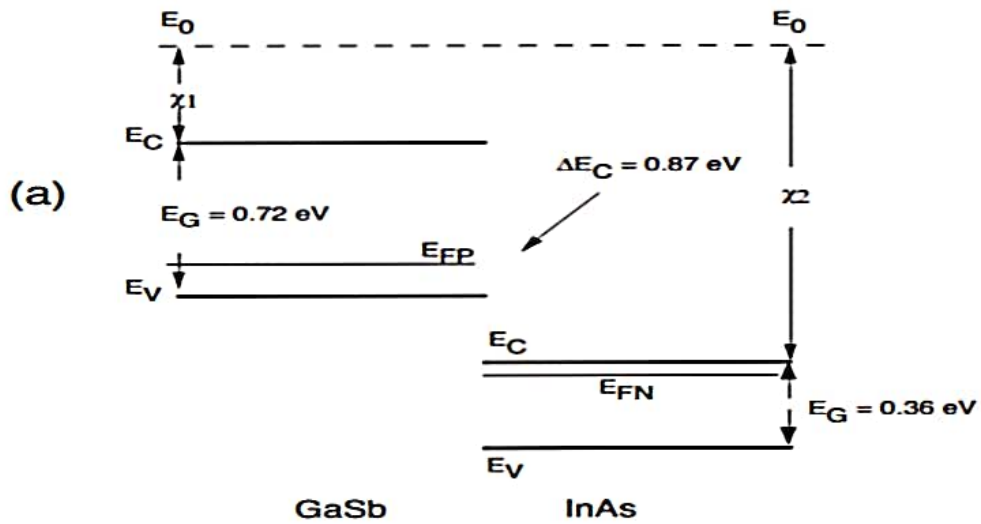 E0 E0
χ1
EC
ΔEC = 0.87 eV
(a)
χ2
EG = 0.72 eV
EFP
EV
EC
EFN
EG = 0.36 eV
EV
GaSb InAs